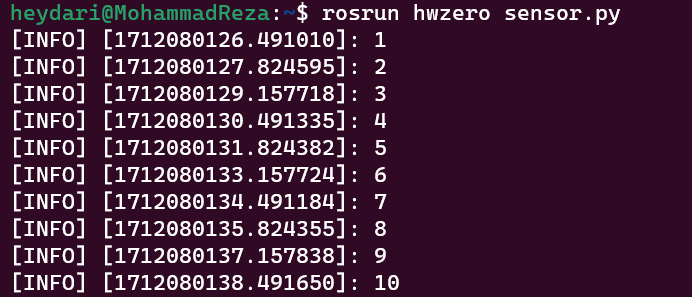 heydari@MohammadReza:~$ rosrun hwzero sensor.py
[INFO] [1712080126.491010]: 1
[INFO] [1712080127.824595]: 2
[INFO] [1712080129.157718]: 3
[INFO] [1712080130.491335]: 4
[INFO] [1712080131.824382]: 5
[INFO] [1712080133.157724]: 6
[INFO] [1712080134.491184]: 7
[INFO] [1712080135.824355]: 8
[INFO] [1712080137.157838]: 9
[INFO] [1712080138.491650]: 10